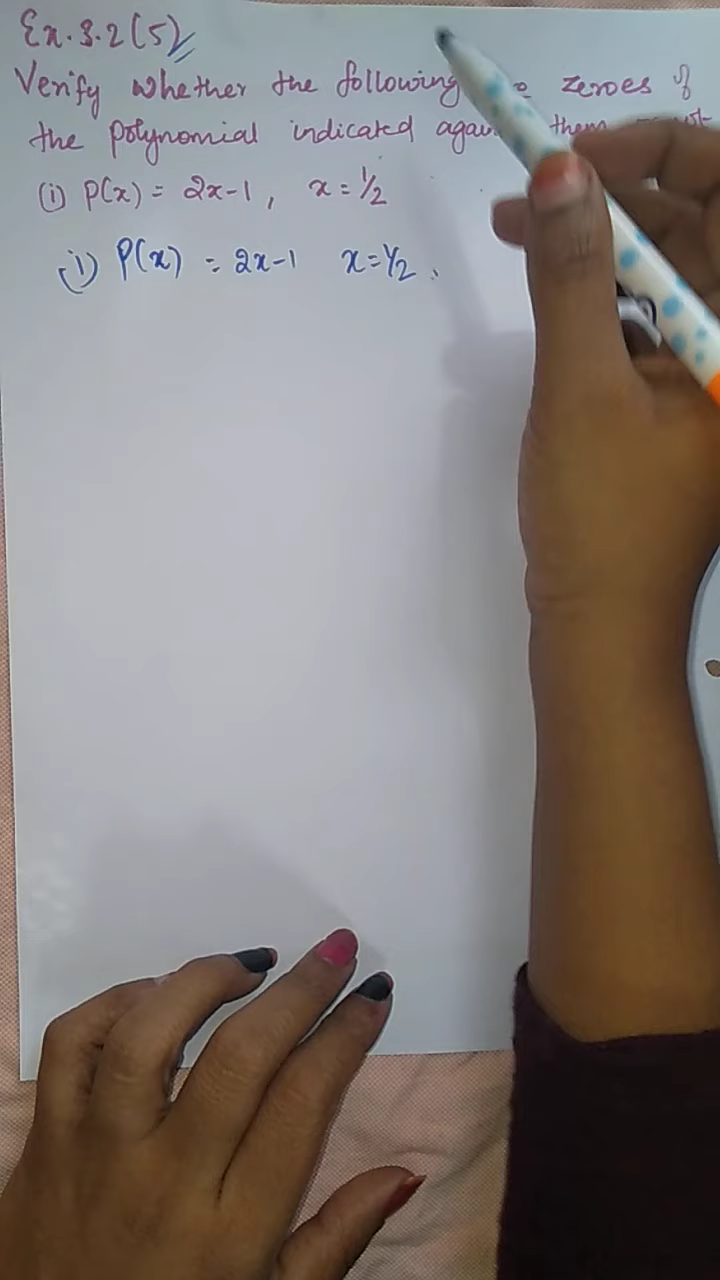 Ex.3.2(5)
Verify whether the following zeroes of
the polynomial indicated them
(i) P(x) = 2x-1, x = 1/2
(i) P(x) = 2x-1 x = 1/2.